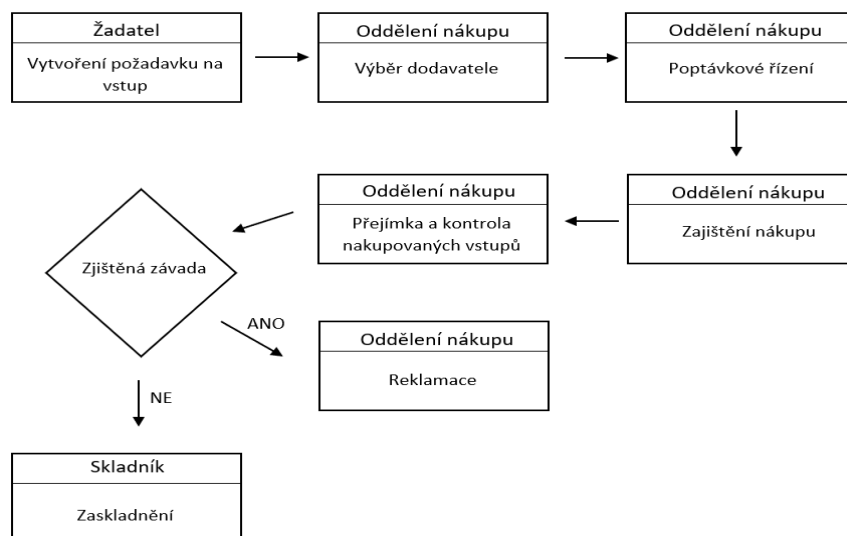 Žadatel
Vytvoření požadavku na
vstup
Oddělení nákupu
Výběr dodavatele
Oddělení nákupu
Poptávkové řízení
Oddělení nákupu
Zajištění nákupu
Oddělení nákupu
Přejímka a kontrola
nakupovaných vstupů
Zjištěná závada
ANO
Oddělení nákupu
Reklamace
NE
Skladník
Zaskladnění